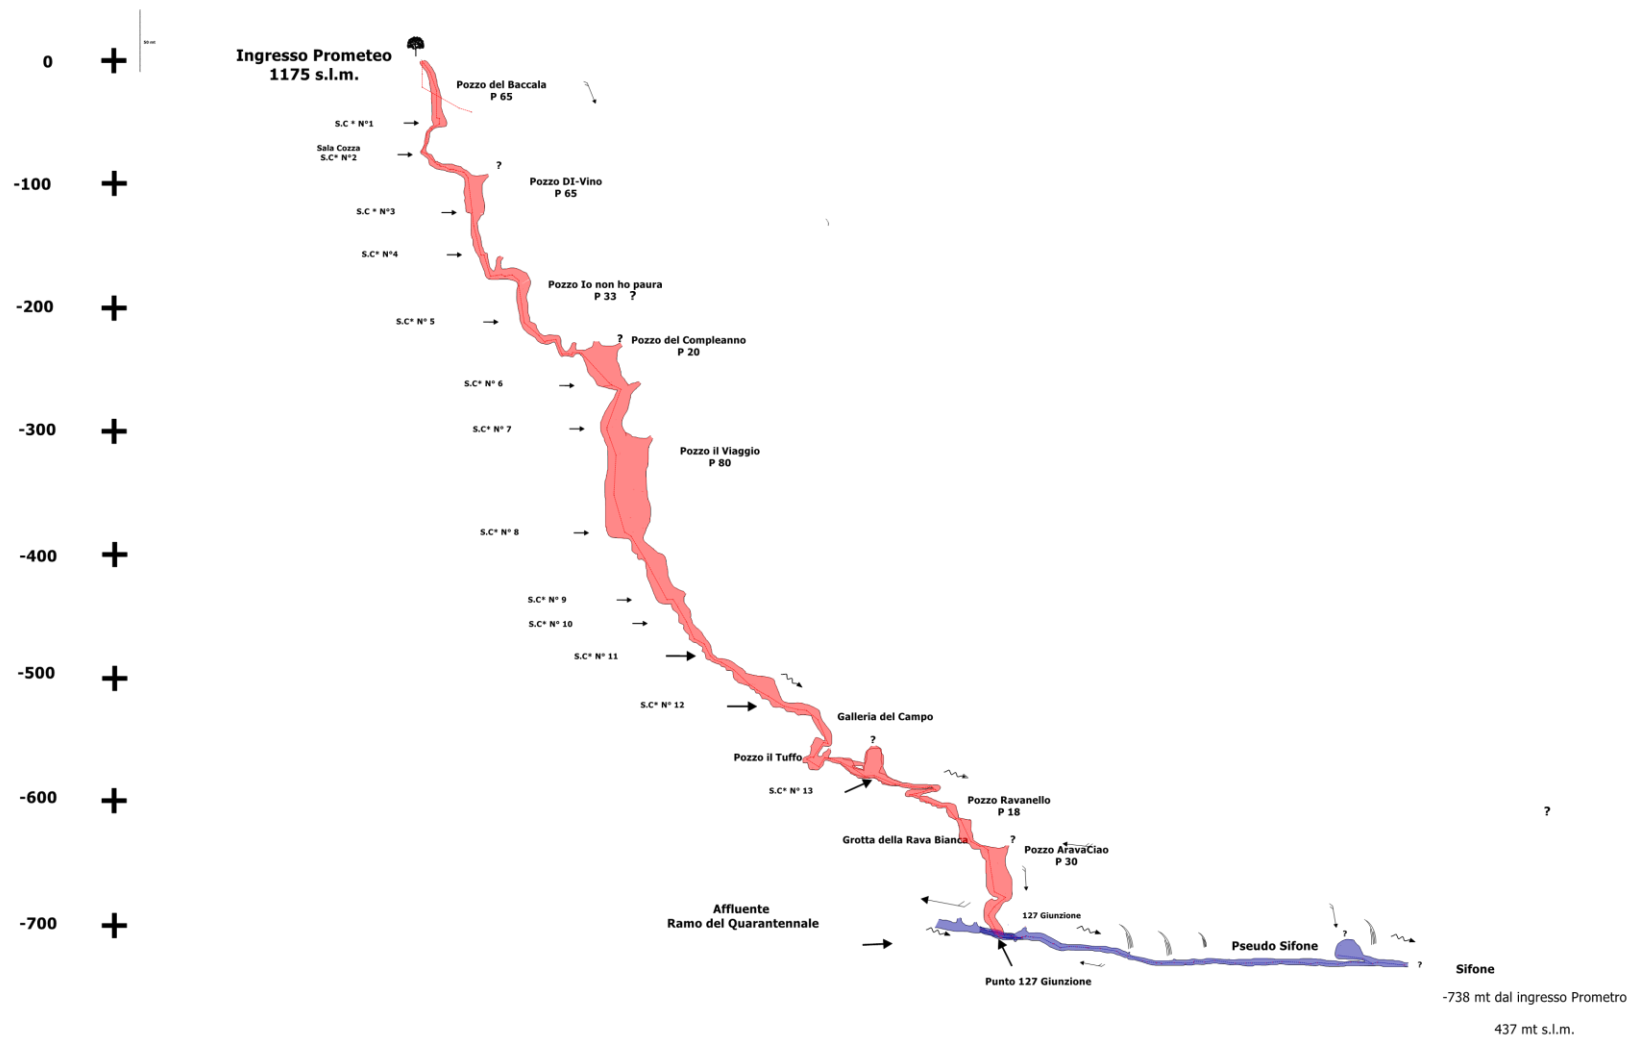 0
50 mt
Ingresso Prometeo
1175 s.l.m.
Pozzo del Baccala
P 65
S.C * N°1
Sala Cozza
S.C* N°2
?
-100
Pozzo DI-Vino
P 65
S.C * N°3
S.C* N°4
Pozzo Io non ho paura
P 33 ?
-200
S.C* N° 5
?
Pozzo del Compleanno
P 20
S.C* N° 6
-300
S.C* N° 7
Pozzo il Viaggio
P 80
S.C* N° 8
-400
S.C* N° 9
S.C* N° 10
S.C* N° 11
-500
S.C* N° 12
Galleria del Campo
?
Pozzo il Tuffo
S.C* N° 13
-600
Pozzo Ravanello
P 18
?
Grotta della Rava Bianca
?
Pozzo AravaCiao
P 30
Affluente
Ramo del Quarantennale
127 Giunzione
-700
?
Pseudo Sifone
?
Sifone
Punto 127 Giunzione
-738 mt dal ingresso Prometro
437 mt s.l.m.